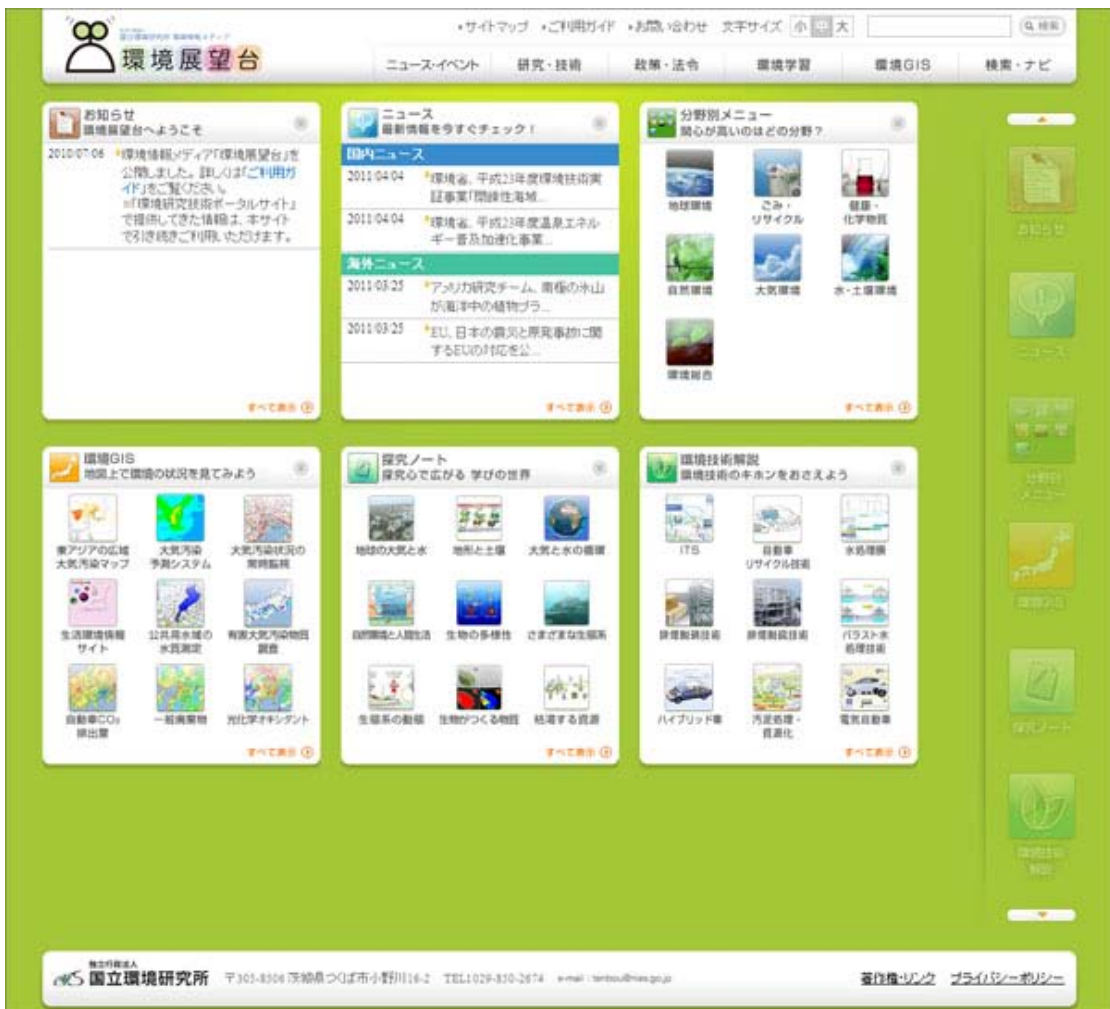 環境展望台
サイトマップ ご利用ガイド お問い合わせ 文字サイズ 小 中 大 検索
ニュース・イベント 研究・技術 政策・法令 環境学習 環境GIS 検索・ナビ
お知らせ
環境展望台へようこそ
2010/07/06 環境情報メディア「環境展望台」を
公開しました。詳しくは「ご利用ガ
イド」をご覧ください。
※「環境研究技術ポータルサイト」
で提供してきた情報は、本サイト
で引き続きご利用いただけます。
すべて表示
ニュース
最新情報を今すぐチェック!
国内ニュース
2011/04/04 環境省、平成23年度環境技術実
証事業「閉鎖性海域...
2011/04/04 環境省、平成23年度温泉エネル
ギー普及加速化事業...
海外ニュース
2011/03/25 アメリカ研究チーム、南極の氷山
が海洋中の植物プラ...
2011/03/25 EU、日本の震災と原発事故に関
するEUの対応を公...
すべて表示
分野別メニュー
関心が高いのはどの分野?
地球環境 ごみ・ 健康・
リサイクル 化学物質
自然環境 大気環境 水・土壌環境
環境総合
すべて表示
環境GIS
地図上で環境の状況を見てみよう
東アジアの広域 大気汚染 大気汚染状況の
大気汚染マップ 予測システム 常時監視
生活環境情報 公共用水域の 有害大気汚染物質
サイト 水質測定 調査
自動車CO₂ 一般廃棄物 光化学オキシダント
排出量
すべて表示
探究ノート
探究心で広がる 学びの世界
地球の大気と水 地形と土壌 大気と水の循環
自然環境と人間生活 生物の多様性 さまざまな生態系
生態系の動態 生物がつくる物質 枯渇する資源
すべて表示
環境技術解説
環境技術のキホンをおさえよう
ITS 自動車 水処理膜
リサイクル技術
排煙脱硝技術 排煙脱硫技術 バラスト水
処理技術
ハイブリッド車 汚泥処理・ 電気自動車
資源化
すべて表示
お知らせ
ニュース
分野別
メニュー
環境GIS
探究ノート
環境技術
解説
独立行政法人
国立環境研究所 〒305-8506 茨城県つくば市小野川16-2 TEL1029-850-2674 e-mail : tenbou@nies.go.jp
著作権・リンク プライバシーポリシー